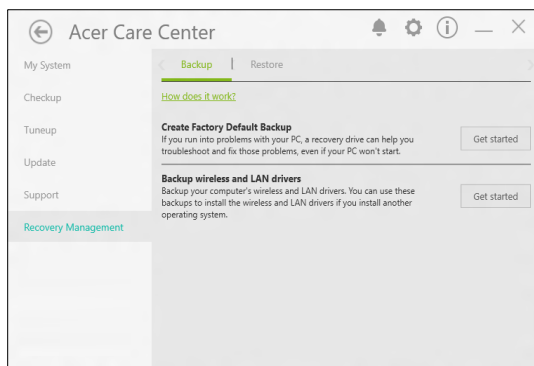 Acer Care Center
My System
Backup
Restore
Checkup
How does it work?
Tuneup
Create Factory Default Backup
If you run into problems with your PC, a recovery drive can help you
troubleshoot and fix those problems, even if your PC won't start.
Get started
Update
Backup wireless and LAN drivers
Backup your computer's wireless and LAN drivers. You can use these
backups to install the wireless and LAN drivers if you install another
operating system.
Get started
Support
Recovery Management